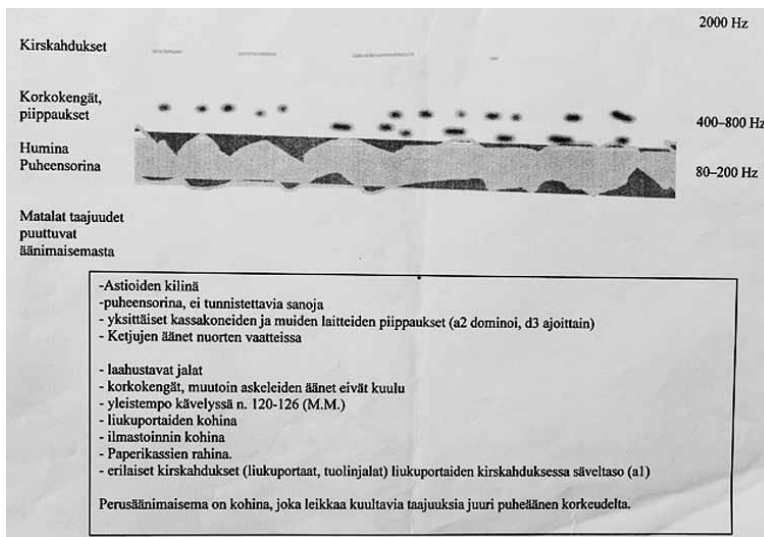 2000 Hz
Kirskahdukset
Korkokengät,
piippaukset
400–800 Hz
Humina
Puheensorina
80–200 Hz
Matalat taajuudet
puuttuvat
äänimaisemasta
-Astioiden kilinä
-puheensorina, ei tunnistettavia sanoja
- yksittäiset kassakoneiden ja muiden laitteiden piippaukset (a2 dominoi, d3 ajoittain)
- Ketjujen äänet nuorten vaatteissa
- laahustavat jalat
- korkokengät, muutoin askeleiden äänet eivät kuulu
- yleistempo kävelyssä n. 120-126 (M.M.)
- liukuportaiden kohina
- ilmastoinnin kohina
- Paperikassien rahina.
- erilaiset kirskahdukset (liukuportaat, tuolinjalat) liukuportaiden kirskahduksessa säveltaso (a1)
Perusäänimaisema on kohina, joka leikkaa kuultavia taajuuksia juuri puheäänen korkeudelta.